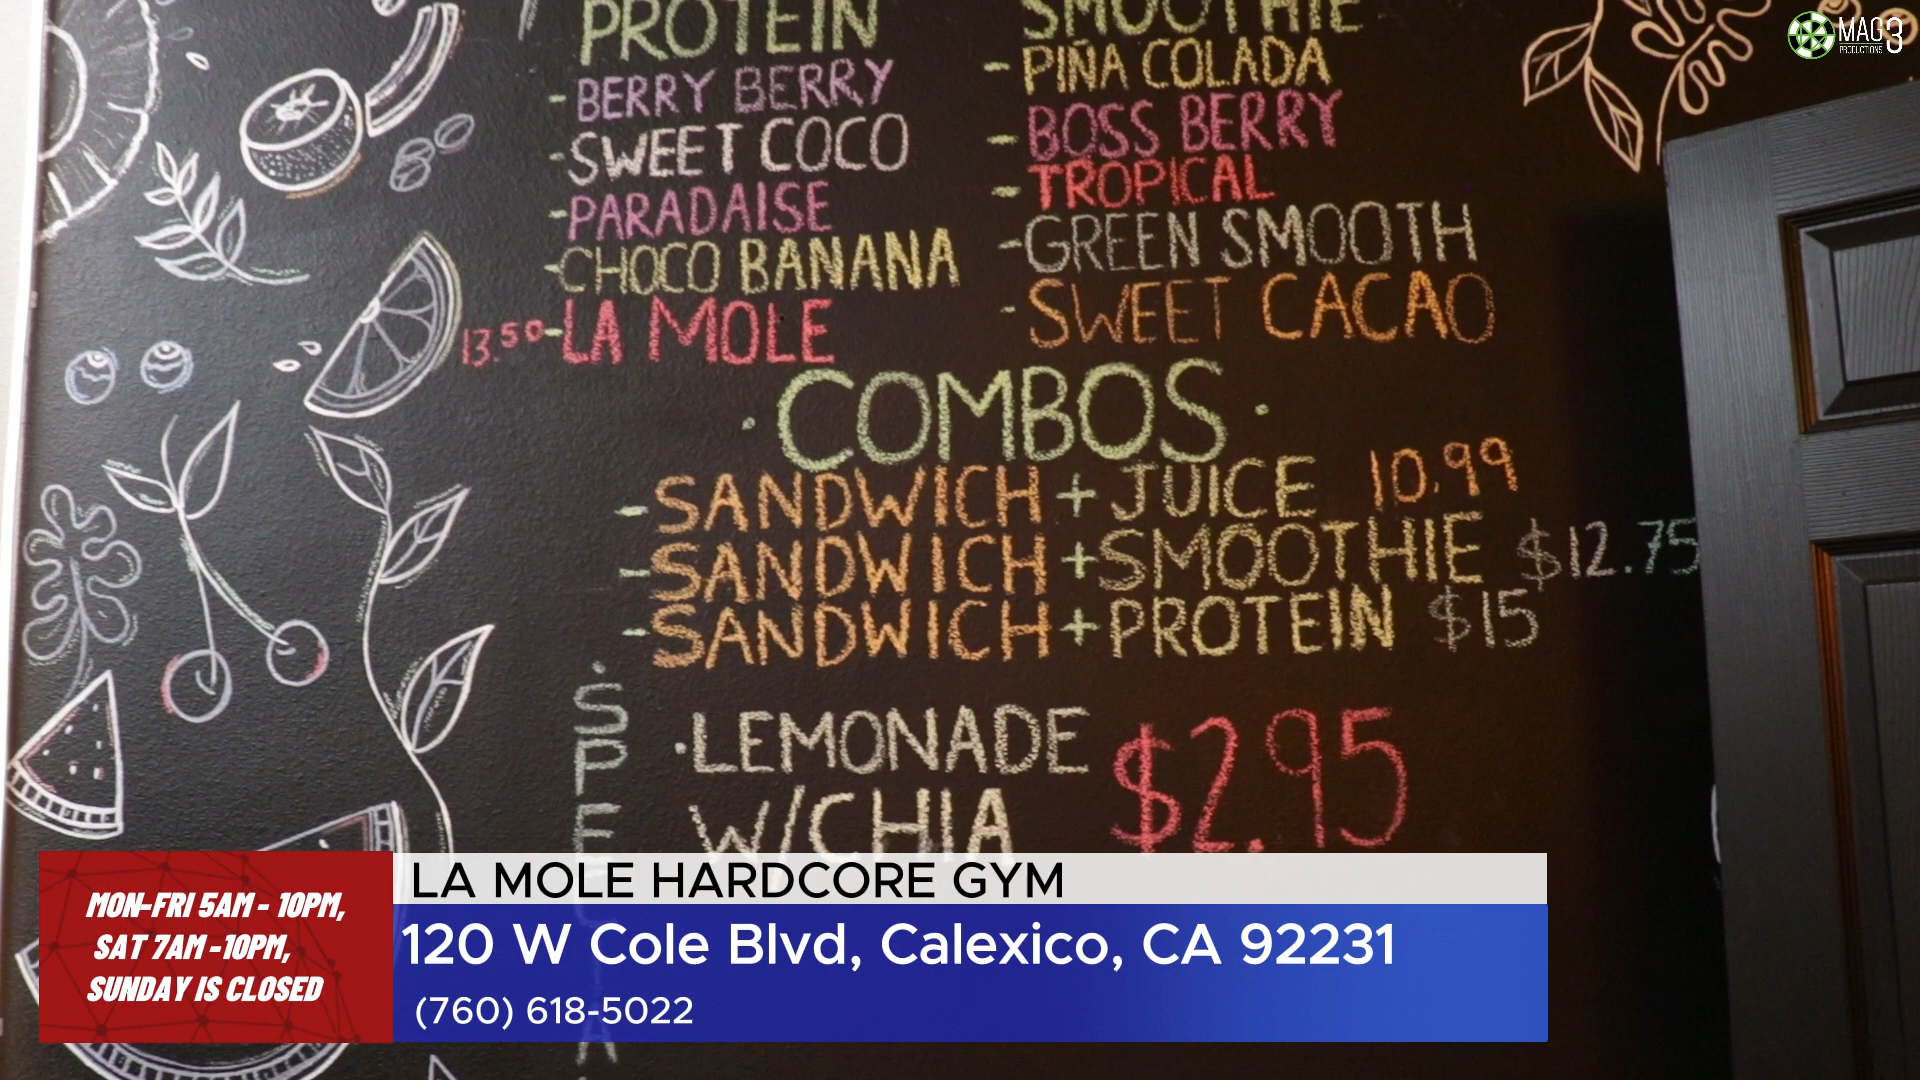 PROTEIN
-BERRY BERRY
-SWEET COCO
-PARADAISE
-CHOCO BANANA
13.50-LA MOLE
SMOOTHIE
-PIÑA COLADA
-BOSS BERRY
-TROPICAL
-GREEN SMOOTH
-SWEET CACAO
·COMBOS·
-SANDWICH+JUICE 10.99
-SANDWICH+SMOOTHIE $12.75
-SANDWICH+PROTEIN $15
·LEMONADE
W/CHIA
$2.95
MAG3
PRODUCTIONS
MON-FRI 5AM - 10PM,
SAT 7AM -10PM,
SUNDAY IS CLOSED
LA MOLE HARDCORE GYM
120 W Cole Blvd, Calexico, CA 92231
(760) 618-5022